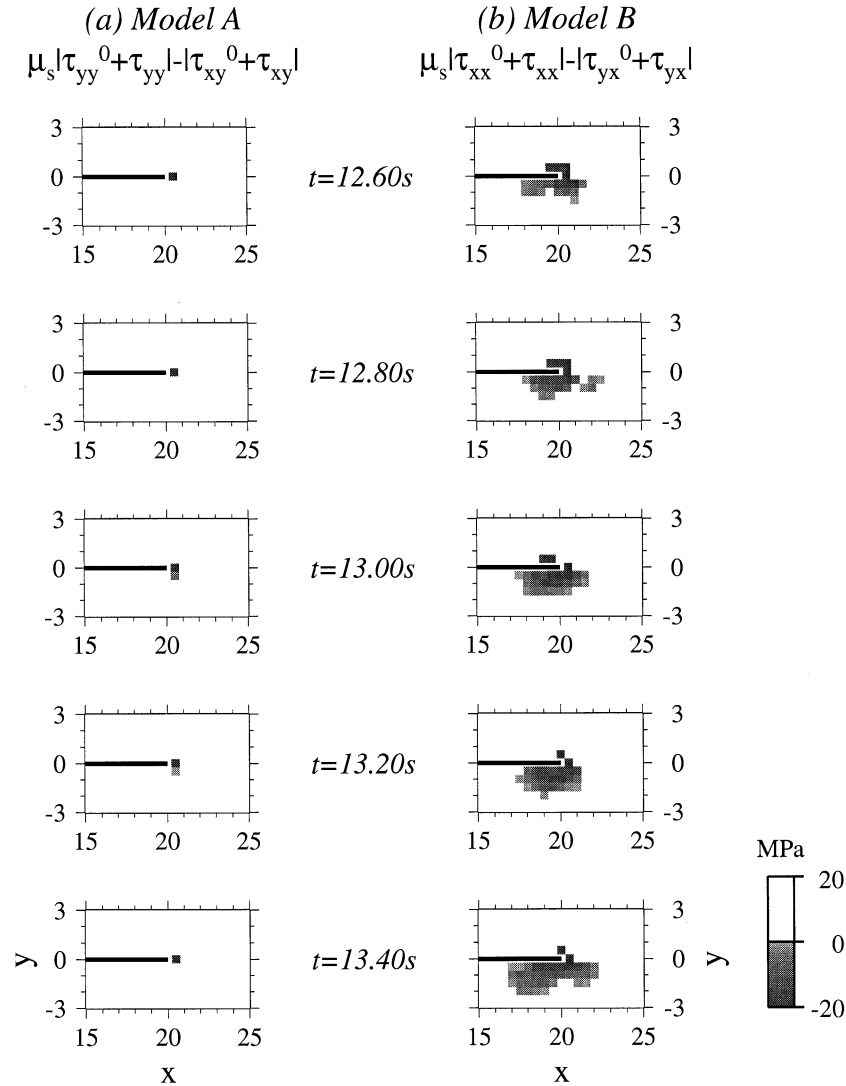 (a) Model A
(b) Model B
μs|τyy⁰+τyy|-|τxy⁰+τxy|
μs|τxx⁰+τxx|-|τyx⁰+τyx|
3
0
-3
15 20 25
t=12.60s
3
0
-3
15 20 25
3
0
-3
15 20 25
t=12.80s
3
0
-3
15 20 25
3
0
-3
15 20 25
t=13.00s
3
0
-3
15 20 25
3
0
-3
15 20 25
t=13.20s
3
0
-3
15 20 25
3
y 0
-3
15 20 25
x
t=13.40s
3
0 y
-3
15 20 25
x
MPa
20
0
-20